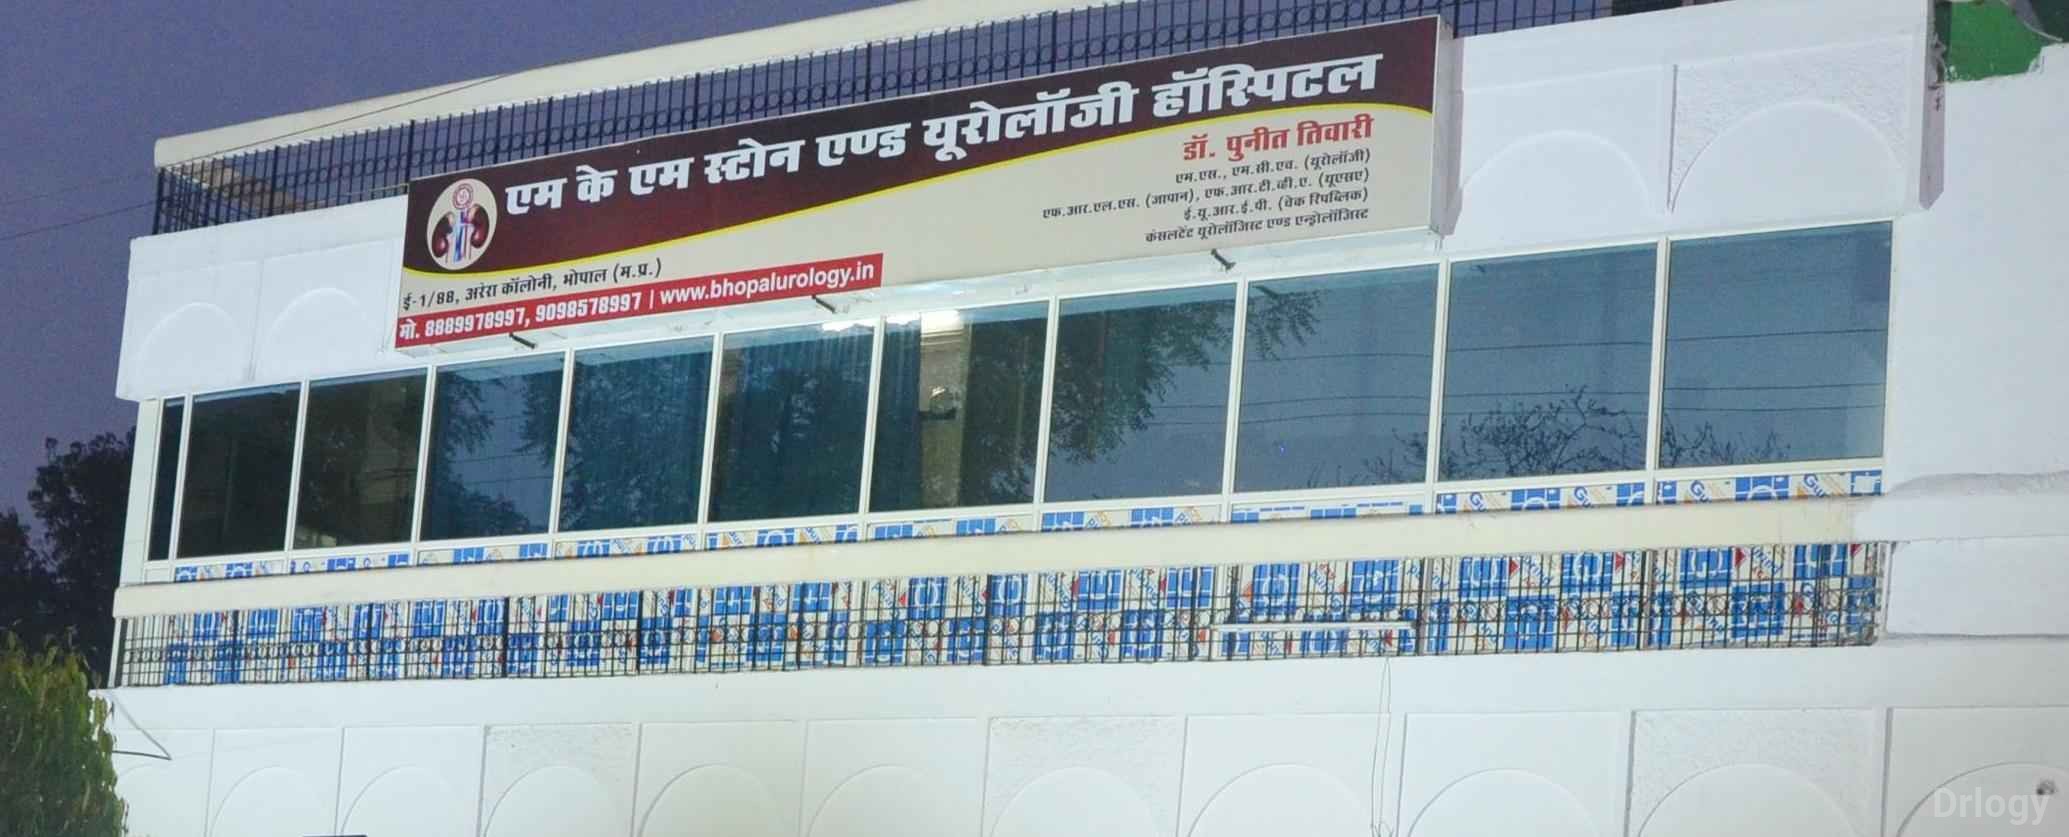 एम के एम स्टोन एण्ड यूरोलॉजी हॉस्पिटल
डॉ. पुनीत तिवारी
एम.एस., एम.सी.एच. (यूरोलॉजी)
एफ.आर.एल.एस. (जापान), एफ.आर.टी.व्ही.ए. (यूएसए)
ई.यू.आर.ई.पी. (चेक रिपब्लिक)
कंसलटेंट यूरोलॉजिस्ट एण्ड एन्ड्रोलॉजिस्ट
ई-1/88, अरेरा कॉलोनी, भोपाल (म.प्र.)
मो. 8889978997, 9098578997 | www.bhopalurology.in
Drlogy